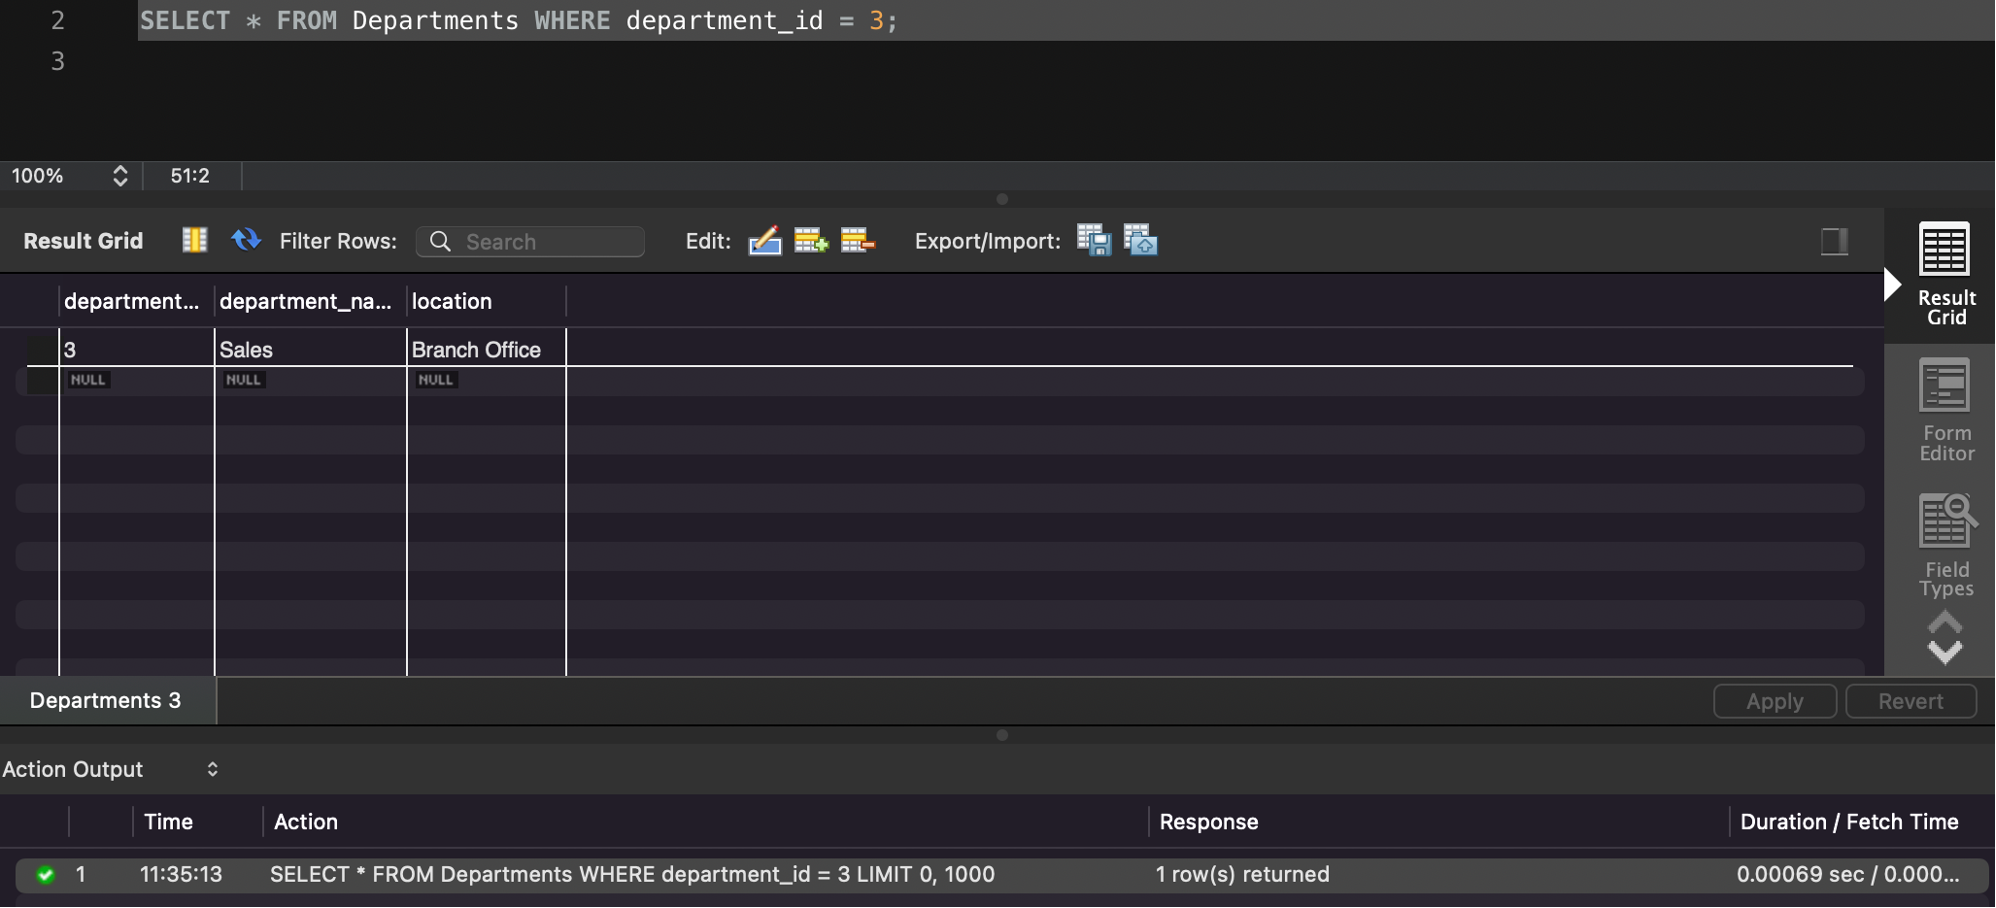 2 SELECT * FROM Departments WHERE department_id = 3;
3
100% 51:2
Result Grid Filter Rows: Search Edit: Export/Import:
department... department_na... location
3 Sales Branch Office
NULL NULL NULL
Result
Grid
Form
Editor
Field
Types
Departments 3 Apply Revert
Action Output
Time Action Response Duration / Fetch Time
1 11:35:13 SELECT * FROM Departments WHERE department_id = 3 LIMIT 0, 1000 1 row(s) returned 0.00069 sec / 0.000...